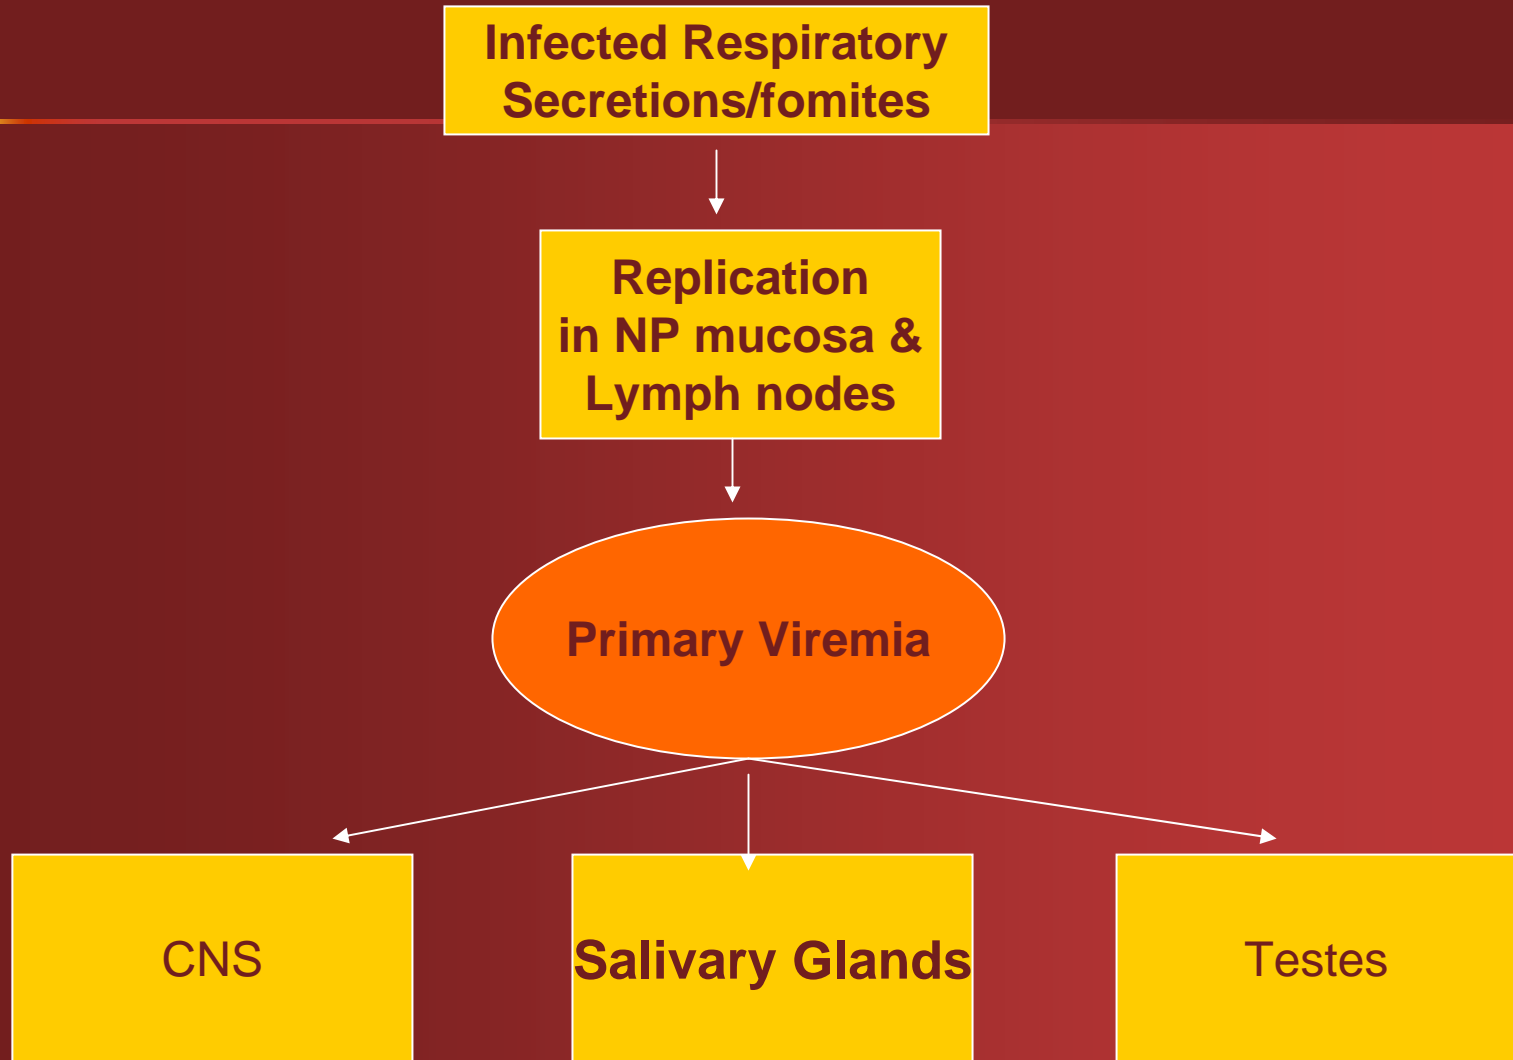 Infected Respiratory
Secretions/fomites
Replication
in NP mucosa &
Lymph nodes
Primary Viremia
CNS
Salivary Glands
Testes